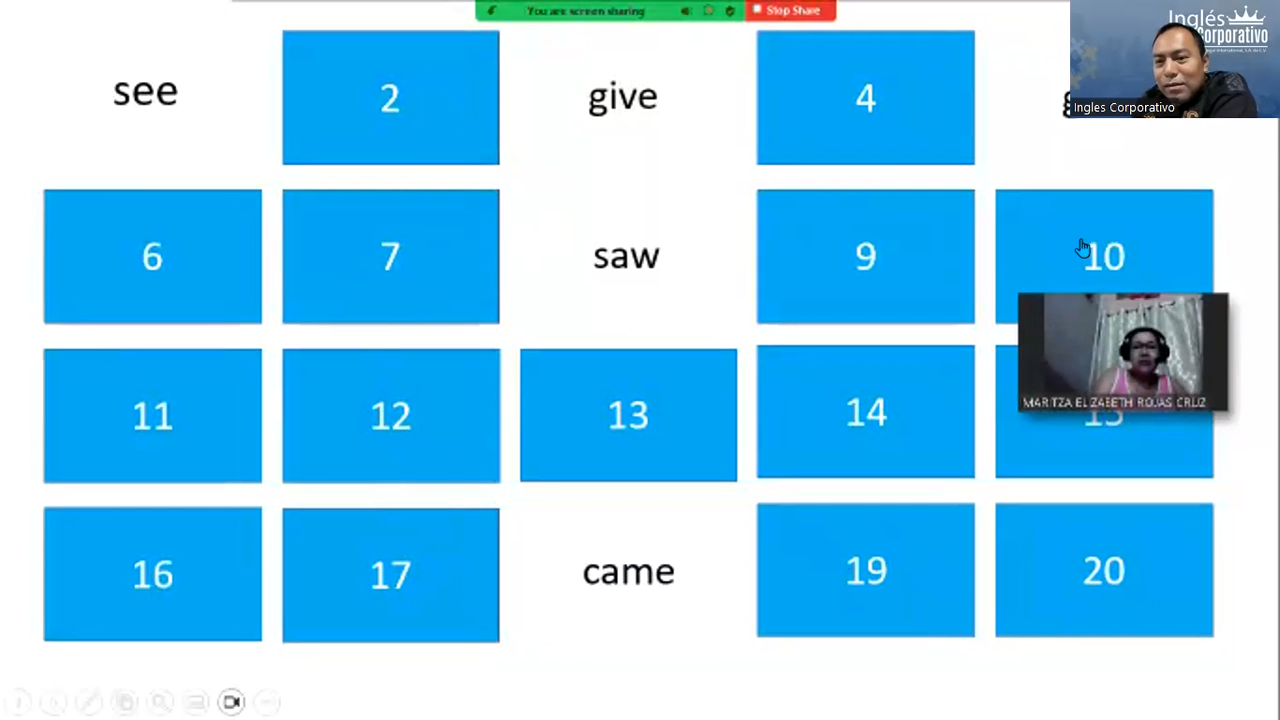 You are screen sharing Stop Share
Inglés
Corporativo
Ingles Corporativo
see 2 give 4
6 7 saw 9 10
11 12 13 14 15
MARITZA ELIZABETH ROJAS CRUZ
16 17 came 19 20